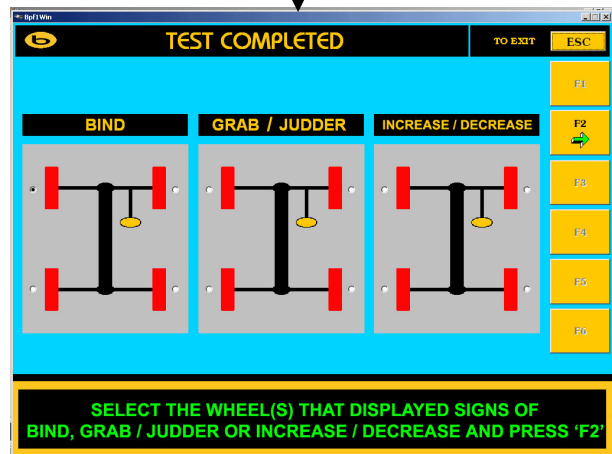 Bpf1Win
b
TEST COMPLETED
TO EXIT
ESC
F1
BIND
GRAB / JUDDER
INCREASE / DECREASE
F2
F3
F4
F5
F6
SELECT THE WHEEL(S) THAT DISPLAYED SIGNS OF
BIND, GRAB / JUDDER OR INCREASE / DECREASE AND PRESS ‘F2’